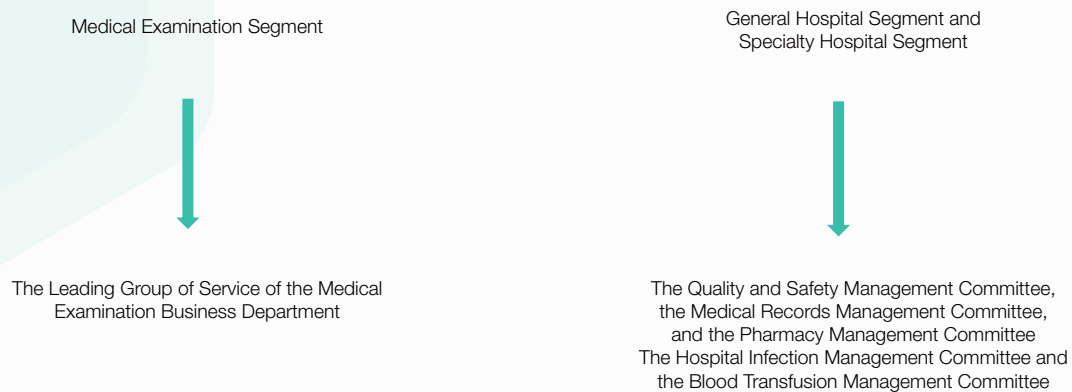 Medical Examination Segment
General Hospital Segment and
Specialty Hospital Segment
The Leading Group of Service of the Medical
Examination Business Department
The Quality and Safety Management Committee,
the Medical Records Management Committee,
and the Pharmacy Management Committee
The Hospital Infection Management Committee and
the Blood Transfusion Management Committee